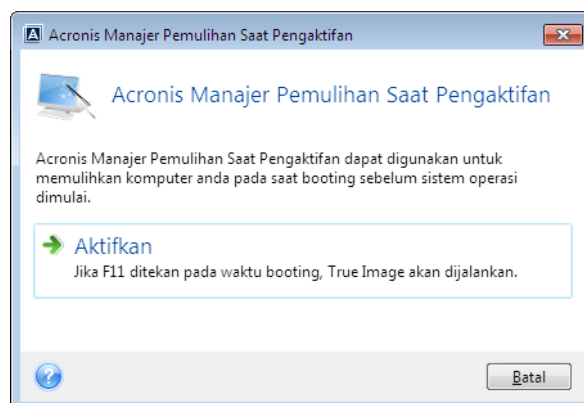 Acronis Manajer Pemulihan Saat Pengaktifan
Acronis Manajer Pemulihan Saat Pengaktifan
Acronis Manajer Pemulihan Saat Pengaktifan dapat digunakan untuk
memulihkan komputer anda pada saat booting sebelum sistem operasi
dimulai.
Aktifkan
Jika F11 ditekan pada waktu booting, True Image akan dijalankan.
Batal